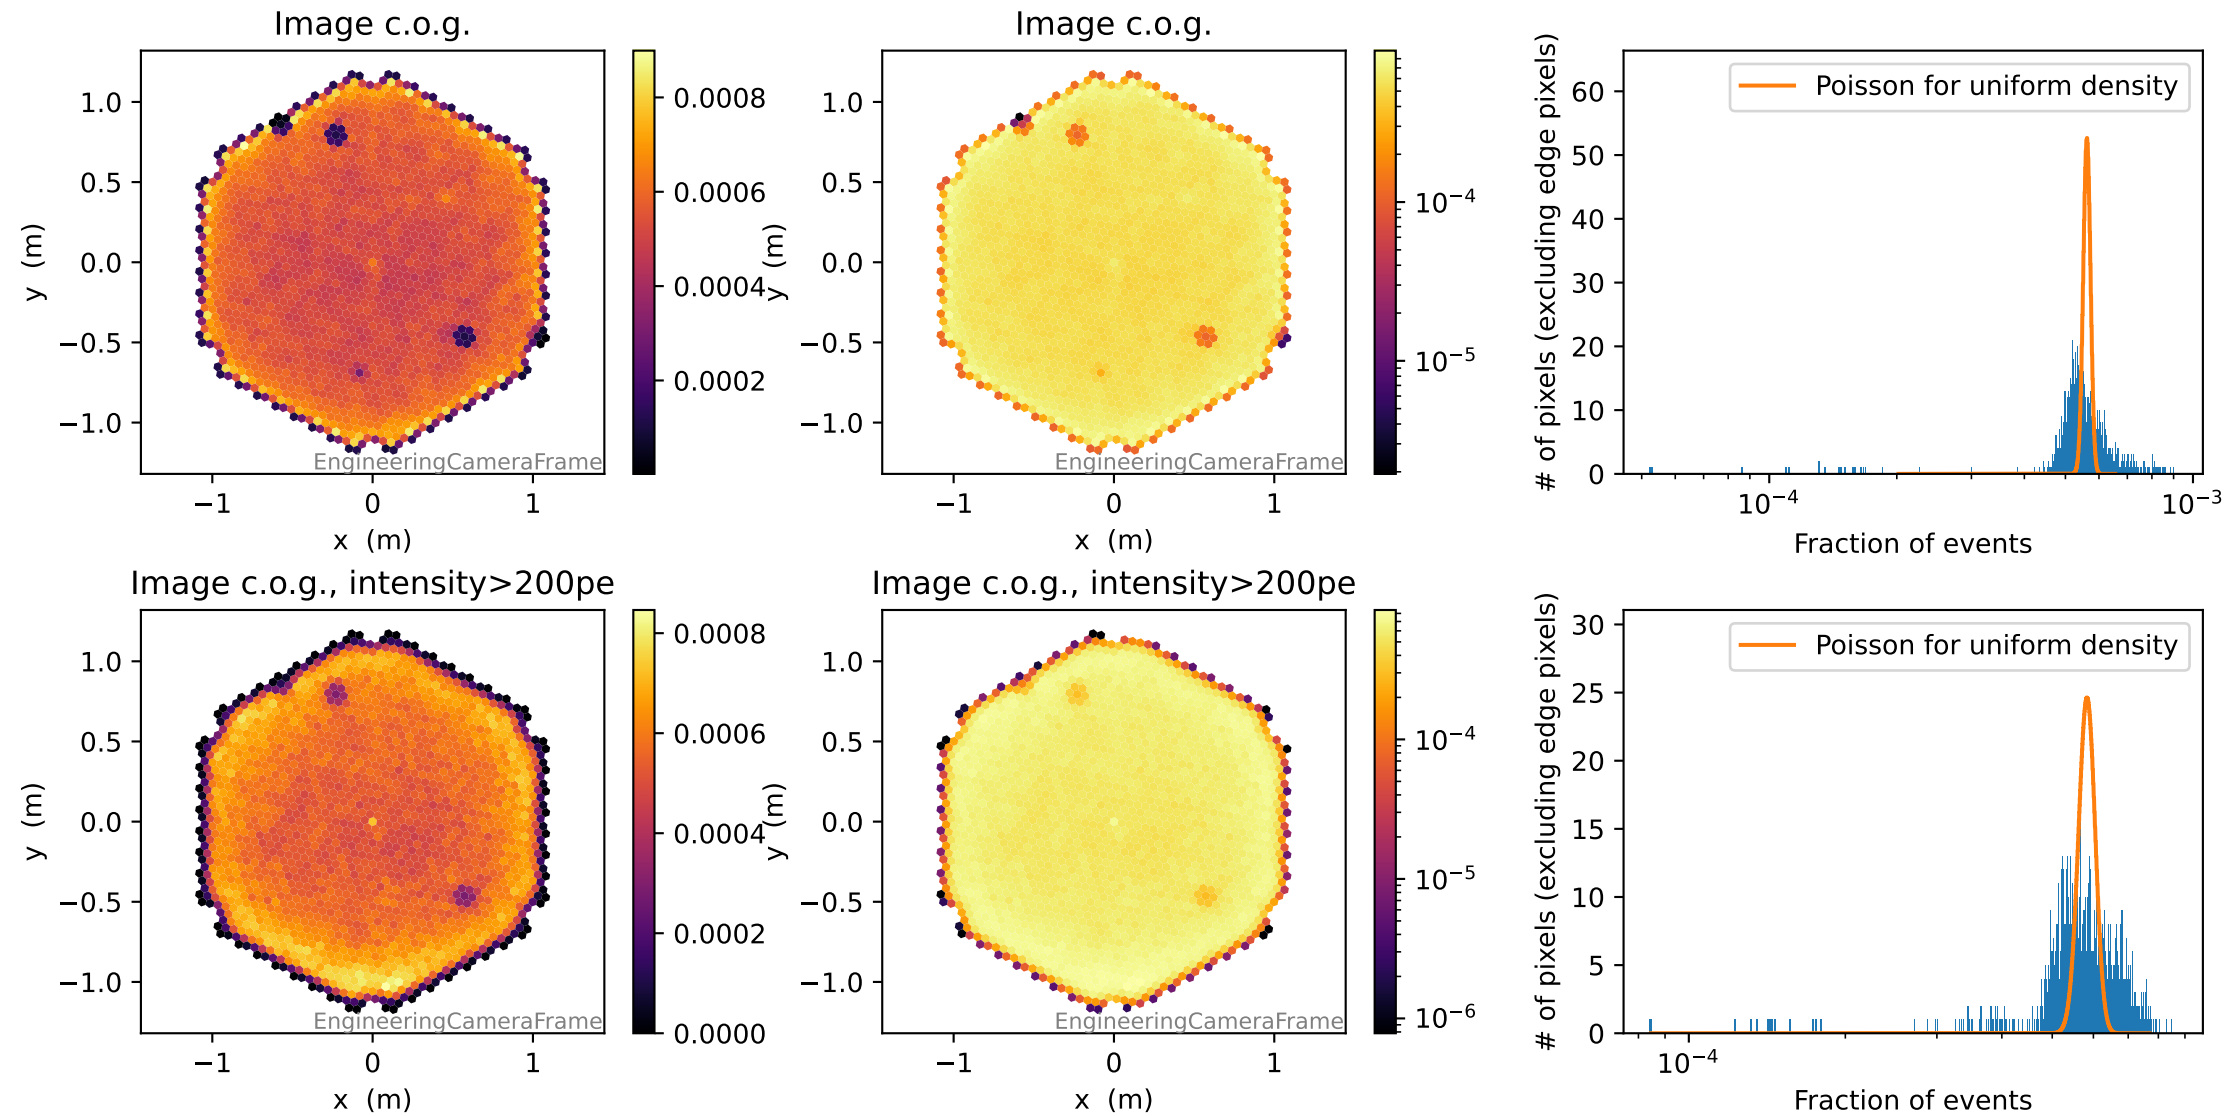 Image c.o.g.
1.0
0.5
0.0
−0.5
−1.0
y (m)
−1
0
1
x (m)
EngineeringCameraFrame
0.0008
0.0006
0.0004
0.0002
Image c.o.g.
1.0
0.5
0.0
−0.5
−1.0
y (m)
−1
0
1
x (m)
EngineeringCameraFrame
10−4
10−5
Poisson for uniform density
60
50
40
30
20
10
0
# of pixels (excluding edge pixels)
10−4
10−3
Fraction of events
Image c.o.g., intensity>200pe
1.0
0.5
0.0
−0.5
−1.0
y (m)
−1
0
1
x (m)
EngineeringCameraFrame
0.0008
0.0006
0.0004
0.0002
0.0000
Image c.o.g., intensity>200pe
1.0
0.5
0.0
−0.5
−1.0
y (m)
−1
0
1
x (m)
EngineeringCameraFrame
10−4
10−5
10−6
Poisson for uniform density
30
25
20
15
10
5
0
# of pixels (excluding edge pixels)
10−4
Fraction of events